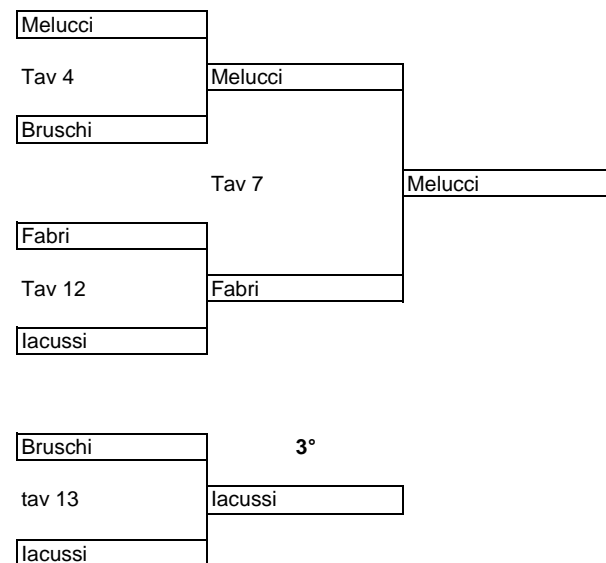 Melucci
Tav 4
Melucci
Bruschi
Tav 7
Melucci
Fabri
Tav 12
Fabri
Iacussi
Bruschi
3°
tav 13
Iacussi
Iacussi